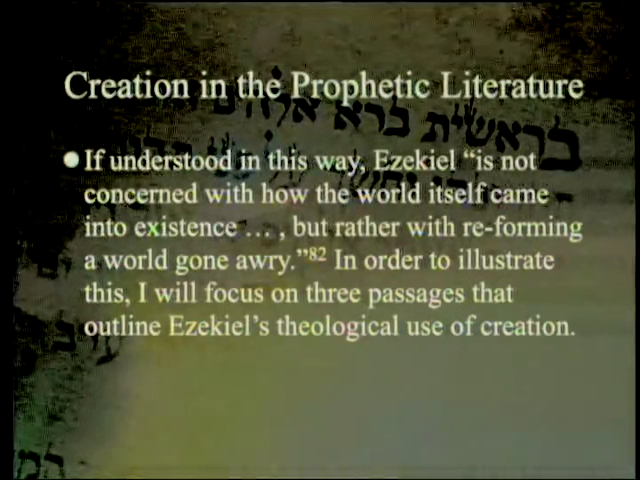 Creation in the Prophetic Literature
בראשית ברא אלהים
If understood in this way, Ezekiel “is not
concerned with how the world itself came
into existence … , but rather with re-forming
a world gone awry.”82 In order to illustrate
this, I will focus on three passages that
outline Ezekiel’s theological use of creation.